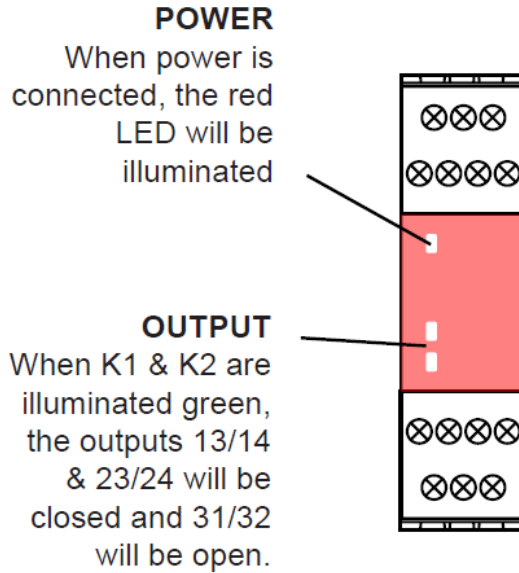 POWER
When power is
connected, the red
LED will be
illuminated
OUTPUT
When K1 & K2 are
illuminated green,
the outputs 13/14
& 23/24 will be
closed and 31/32
will be open.